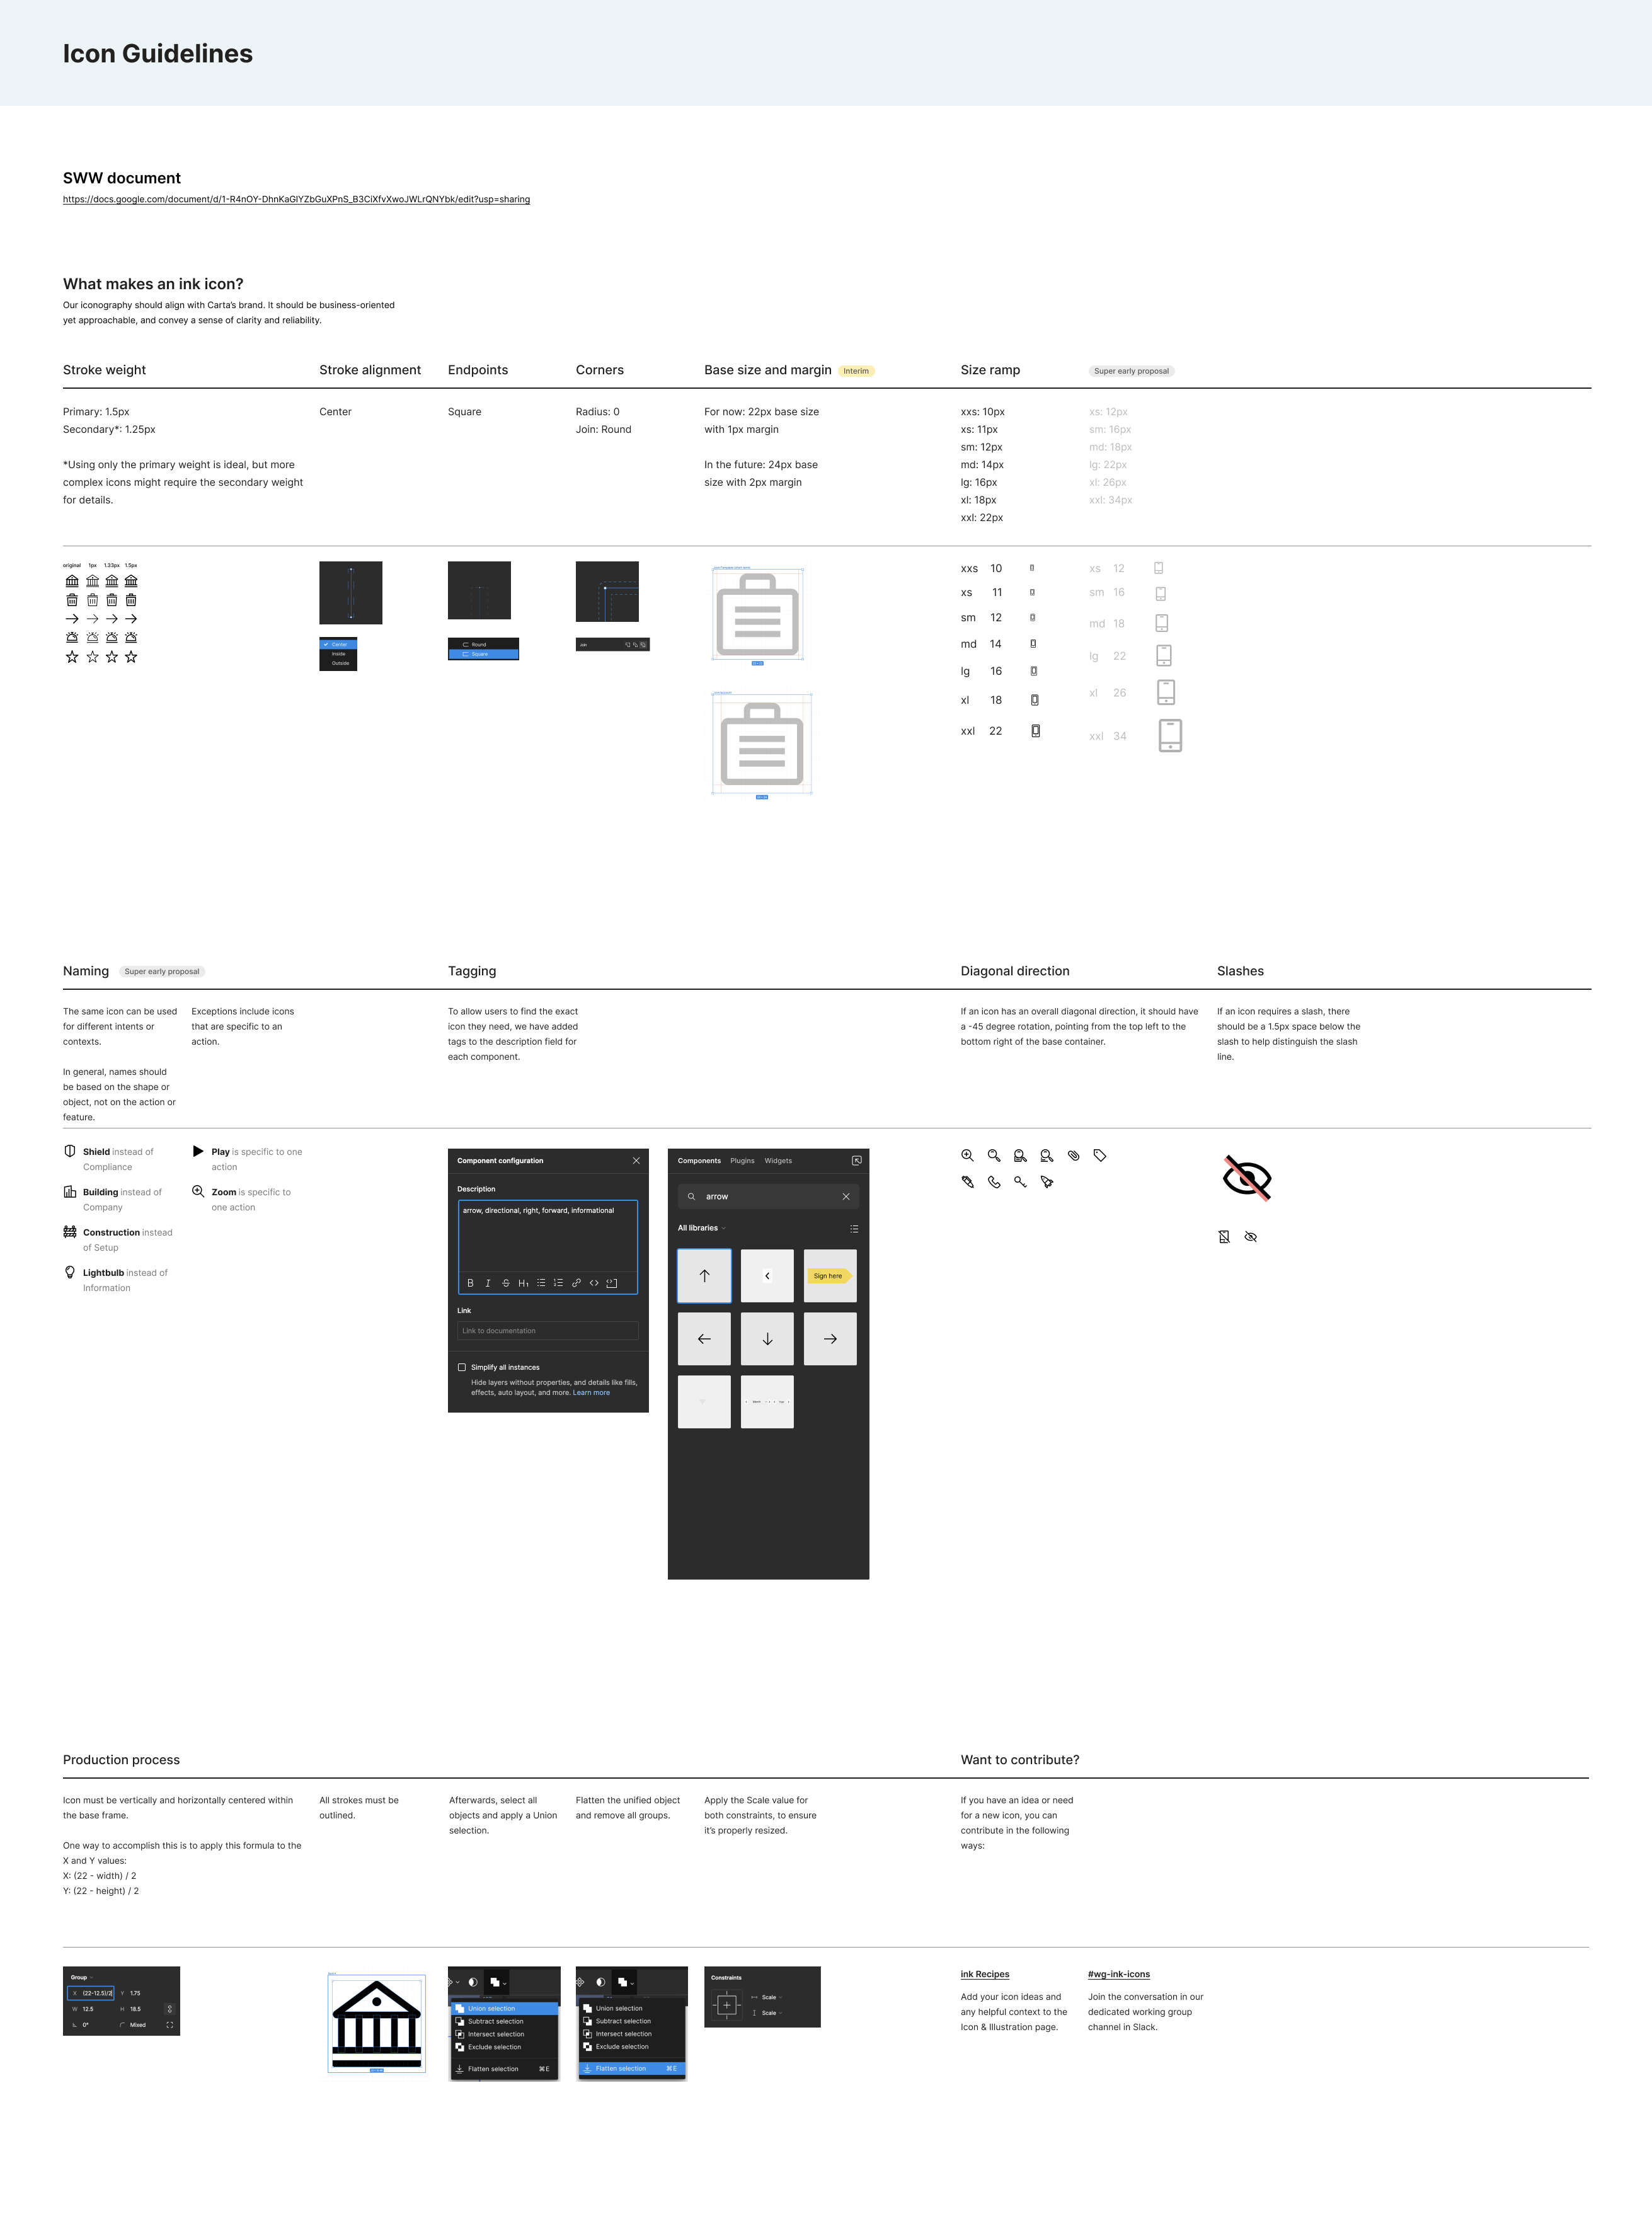 Icon Guidelines
SWW document
https://docs.google.com/document/d/1-R4nOY-DhnKaGlYZbGuXPnS_B3CiXfvXwoJWLrQNYbk/edit?usp=sharing
What makes an ink icon?
Our iconography should align with Carta's brand. It should be business-oriented
yet approachable, and convey a sense of clarity and reliability.
Stroke weight
Primary: 1.5px
Secondary*: 1.25px
*Using only the primary weight is ideal, but more
complex icons might require the secondary weight
for details.
original 1px 1.33px 1.5px
Stroke alignment
Center
Center
Inside
Outside
Endpoints
Square
Round
Square
Corners
Radius: 0
Join: Round
Join
Base size and margin Interim
For now: 22px base size
with 1px margin
In the future: 24px base
size with 2px margin
Size ramp
xxs: 10px
xs: 11px
sm: 12px
md: 14px
lg: 16px
xl: 18px
xxl: 22px
xxs 10
xs 11
sm 12
md 14
lg 16
xl 18
xxl 22
Super early proposal
xs: 12px
sm: 16px
md: 18px
lg: 22px
xl: 26px
xxl: 34px
xs 12
sm 16
md 18
lg 22
xl 26
xxl 34
Naming Super early proposal
The same icon can be used
for different intents or
contexts.
In general, names should
be based on the shape or
object, not on the action or
feature.
Exceptions include icons
that are specific to an
action.
Shield instead of
Compliance
Building instead of
Company
Construction instead
of Setup
Lightbulb instead of
Information
Play is specific to one
action
Zoom is specific to
one action
Tagging
To allow users to find the exact
icon they need, we have added
tags to the description field for
each component.
Component configuration
Description
arrow, directional, right, forward, informational
B I S H1
Link
Link to documentation
Simplify all instances
Hide layers without properties, and details like fills,
effects, auto layout, and more. Learn more
Components Plugins Widgets
arrow
All libraries
Sign here
Diagonal direction
If an icon has an overall diagonal direction, it should have
a -45 degree rotation, pointing from the top left to the
bottom right of the base container.
Slashes
If an icon requires a slash, there
should be a 1.5px space below the
slash to help distinguish the slash
line.
Production process
Icon must be vertically and horizontally centered within
the base frame.
One way to accomplish this is to apply this formula to the
X and Y values:
X: (22 - width) / 2
Y: (22 - height) / 2
Group
X (22-12.5)/2 Y 1.75
W 12.5 H 18.5
0° Mixed
All strokes must be
outlined.
Afterwards, select all
objects and apply a Union
selection.
Union selection
Subtract selection
Intersect selection
Exclude selection
Flatten selection ⌘E
Flatten the unified object
and remove all groups.
Union selection
Subtract selection
Intersect selection
Exclude selection
Flatten selection ⌘E
Apply the Scale value for
both constraints, to ensure
it's properly resized.
Constraints
Scale
Scale
Want to contribute?
If you have an idea or need
for a new icon, you can
contribute in the following
ways:
ink Recipes
Add your icon ideas and
any helpful context to the
Icon & Illustration page.
#wg-ink-icons
Join the conversation in our
dedicated working group
channel in Slack.